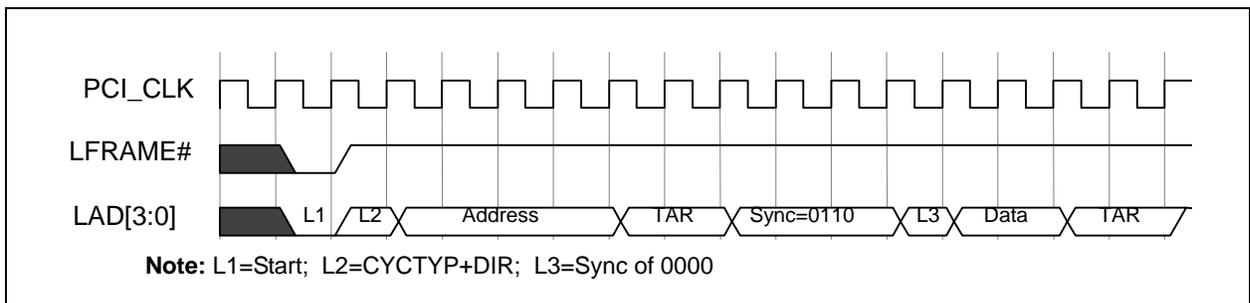 PCI_CLK
LFRAME#
LAD[3:0] L1 L2 Address TAR Sync=0110 L3 Data TAR
Note: L1=Start; L2=CYCTYP+DIR; L3=Sync of 0000